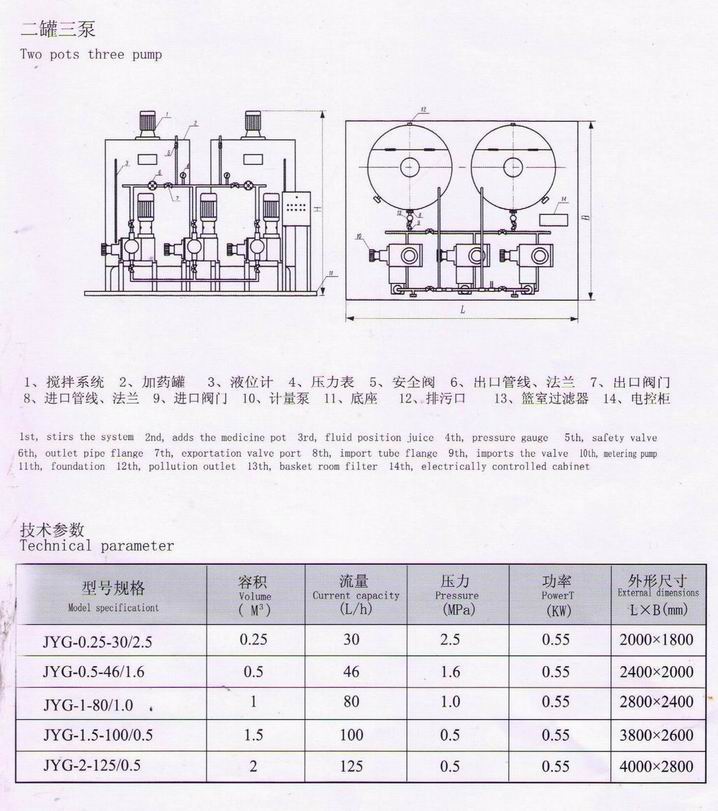 二罐三泵
Two pots three pump
1 2 3 5 6 7 H 11
12 14 13 8 9 10 B L
1、搅拌系统 2、加药罐 3、液位计 4、压力表 5、安全阀 6、出口管线、法兰 7、出口阀门
8、进口管线、法兰 9、进口阀门 10、计量泵 11、底座 12、排污口 13、篮室过滤器 14、电控柜
1st, stirs the system 2nd, adds the medicine pot 3rd, fluid position juice 4th, pressure gauge 5th, safety valve
6th, outlet pipe flange 7th, exportation valve port 8th, import tube flange 9th, imports the valve 10th, metering pump
11th, foundation 12th, pollution outlet 13th, basket room filter 14th, electrically controlled cabinet
技术参数
Technical parameter
型号规格 容积 流量 压力 功率 外形尺寸
Model specificationt Volume Current capacity Pressure PowerT External dimensions
( M³ ) (L/h) (MPa) (KW) L×B(mm)
JYG-0.25-30/2.5 0.25 30 2.5 0.55 2000×1800
JYG-0.5-46/1.6 0.5 46 1.6 0.55 2400×2000
JYG-1-80/1.0 1 80 1.0 0.55 2800×2400
JYG-1.5-100/0.5 1.5 100 0.5 0.55 3800×2600
JYG-2-125/0.5 2 125 0.5 0.55 4000×2800